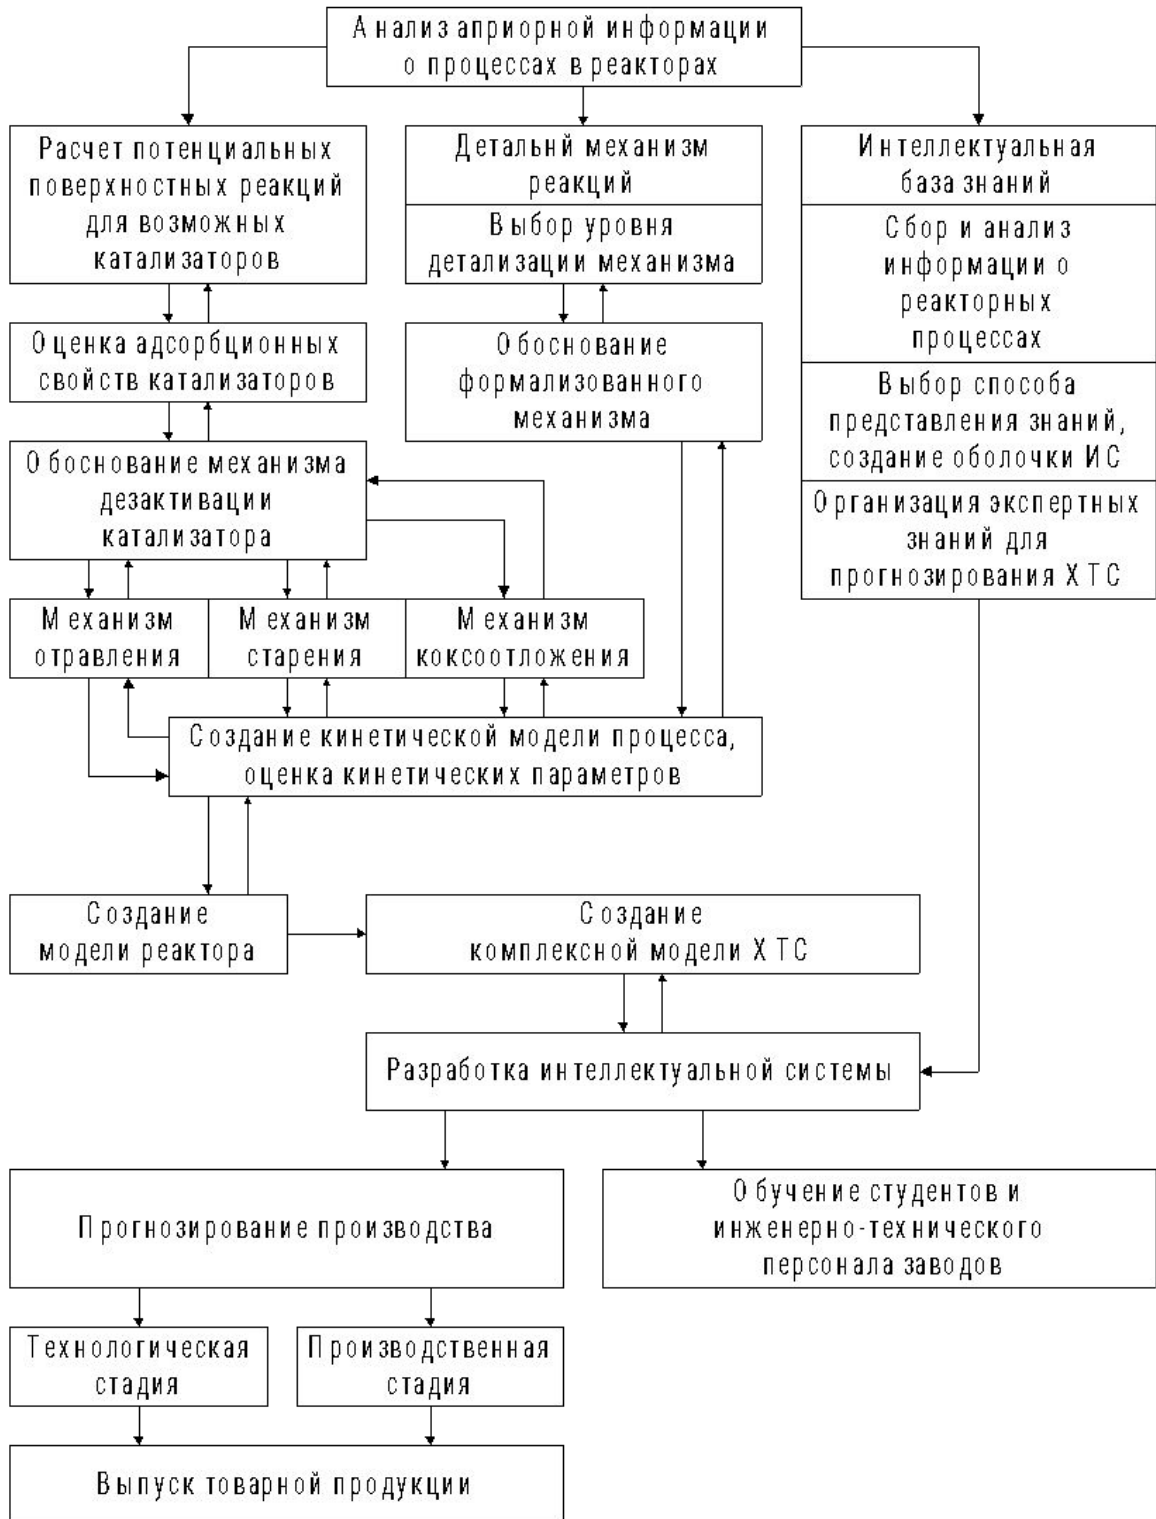 Анализ априорной информации
о процессах в реакторах
Расчет потенциальных
поверхностных реакций
для возможных
катализаторов
Детальнй механизм
реакций
Выбор уровня
детализации механизма
Интеллектуальная
база знаний
Сбор и анализ
информации о
реакторных
процессах
Выбор способа
представления знаний,
создание оболочки ИС
Организация экспертных
знаний для
прогнозирования ХТС
Оценка адсорбционных
свойств катализаторов
Обоснование
формализованного
механизма
Обоснование механизма
дезактивации
катализатора
Механизм
отравления
Механизм
старения
Механизм
коксоотложения
Создание кинетической модели процесса,
оценка кинетических параметров
Создание
модели реактора
Создание
комплексной модели ХТС
Разработка интеллектуальной системы
Прогнозирование производства
Обучение студентов и
инженерно-технического
персонала заводов
Технологическая
стадия
Производственная
стадия
Выпуск товарной продукции